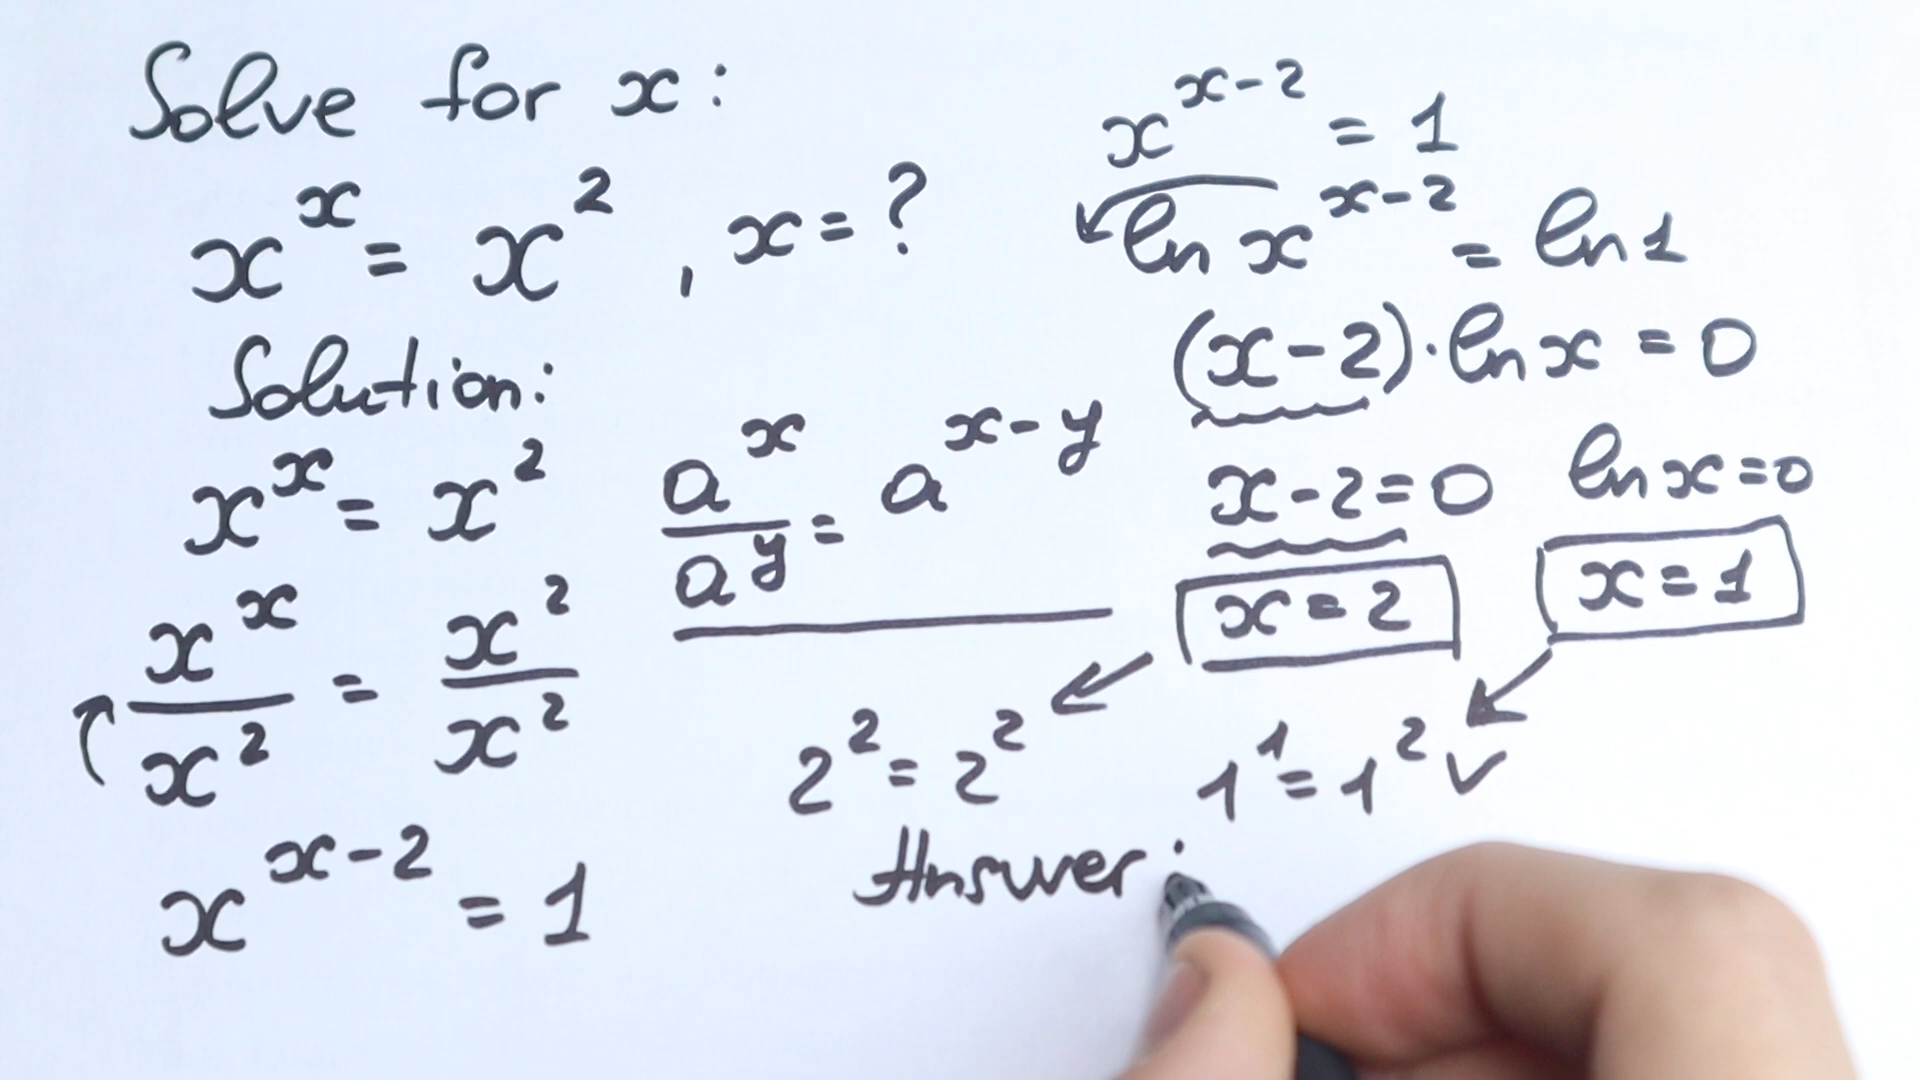 Solve for x:
x^x = x^2, x = ?
Solution:
x^x = x^2
x^x/x^2 = x^2/x^2
x^(x-2) = 1
a^x/a^y = a^(x-y)
x^(x-2) = 1
ln x^(x-2) = ln 1
(x-2)·ln x = 0
x-2=0 ln x=0
x=2 x=1
2^2 = 2^2 1^1 = 1^2 ✓
Answer: